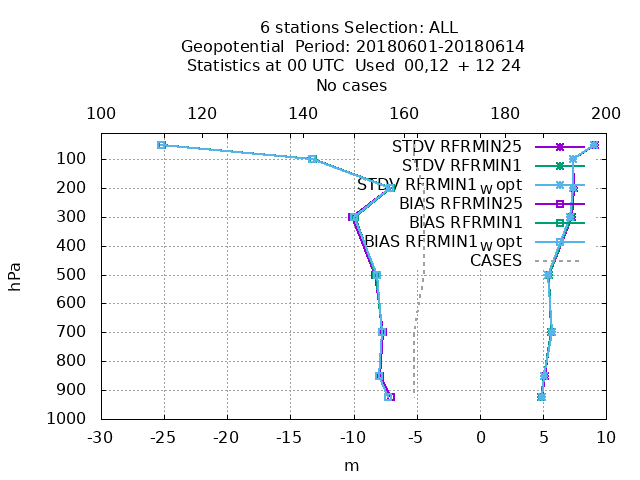 6 stations Selection: ALL
Geopotential  Period: 20180601-20180614
Statistics at 00 UTC  Used  00,12  + 12 24
No cases
100 120 140 160 180 200
STDV RFRMIN25
STDV RFRMIN1
STDV RFRMIN1w opt
BIAS RFRMIN25
BIAS RFRMIN1
BIAS RFRMIN1w opt
CASES
100
200
300
400
500
600
700
800
900
1000
hPa
-30 -25 -20 -15 -10 -5 0 5 10
m